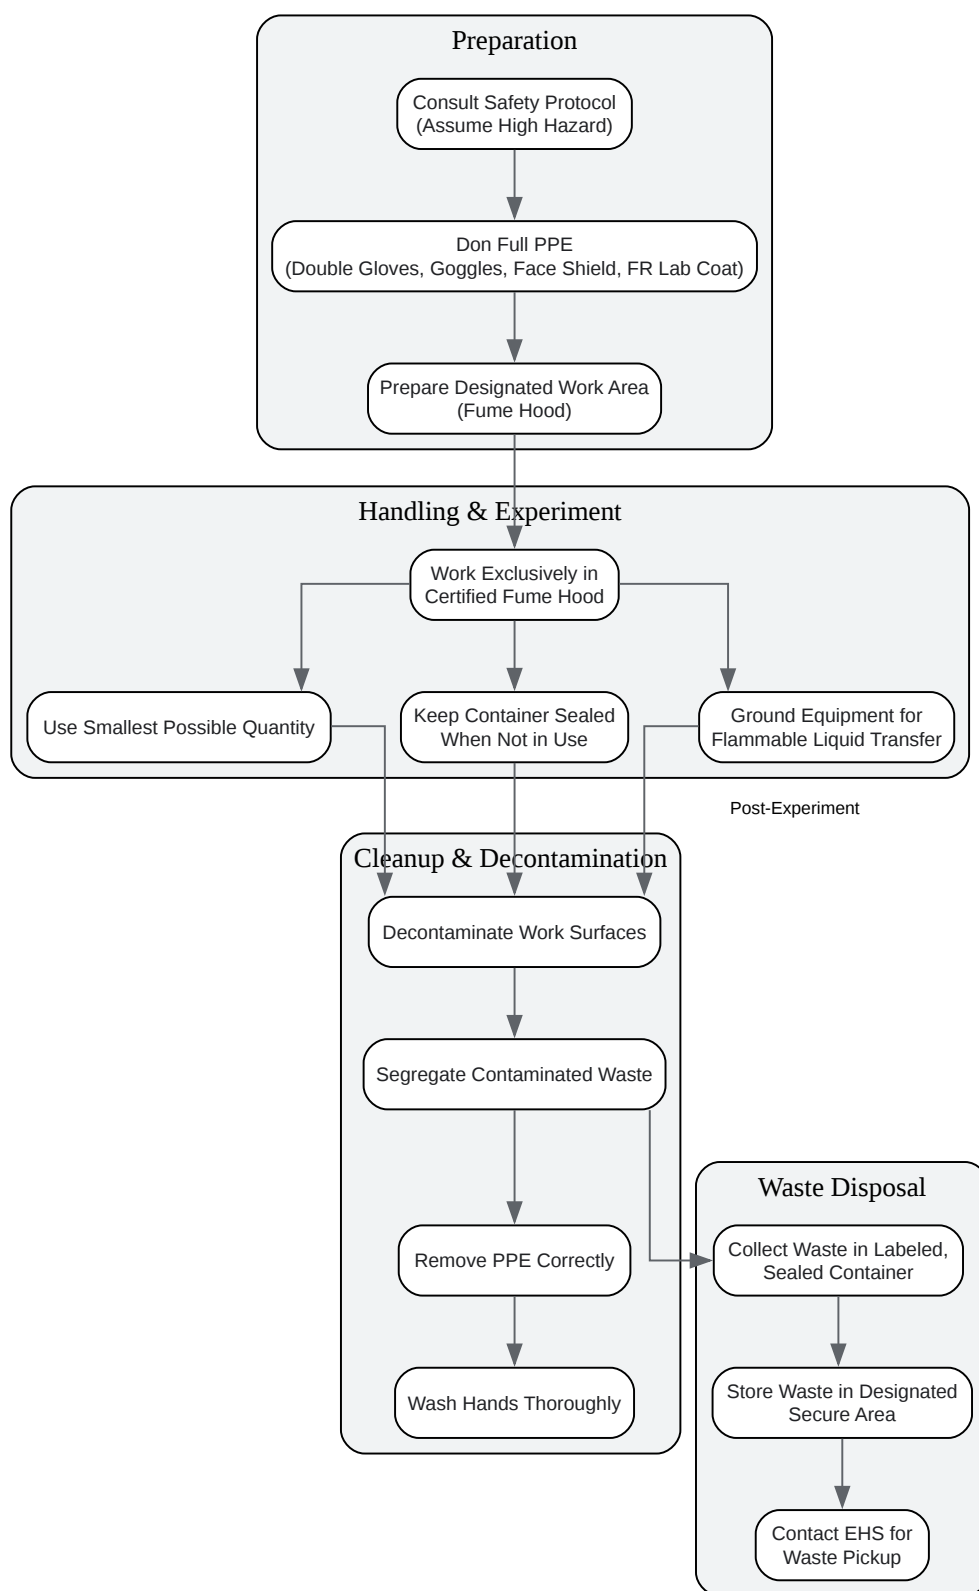 Preparation
Consult Safety Protocol
(Assume High Hazard)
Don Full PPE
(Double Gloves, Goggles, Face Shield, FR Lab Coat)
Prepare Designated Work Area
(Fume Hood)
Handling & Experiment
Work Exclusively in
Certified Fume Hood
Use Smallest Possible Quantity
Keep Container Sealed
When Not in Use
Ground Equipment for
Flammable Liquid Transfer
Post-Experiment
Cleanup & Decontamination
Decontaminate Work Surfaces
Segregate Contaminated Waste
Remove PPE Correctly
Wash Hands Thoroughly
Waste Disposal
Collect Waste in Labeled,
Sealed Container
Store Waste in Designated
Secure Area
Contact EHS for
Waste Pickup